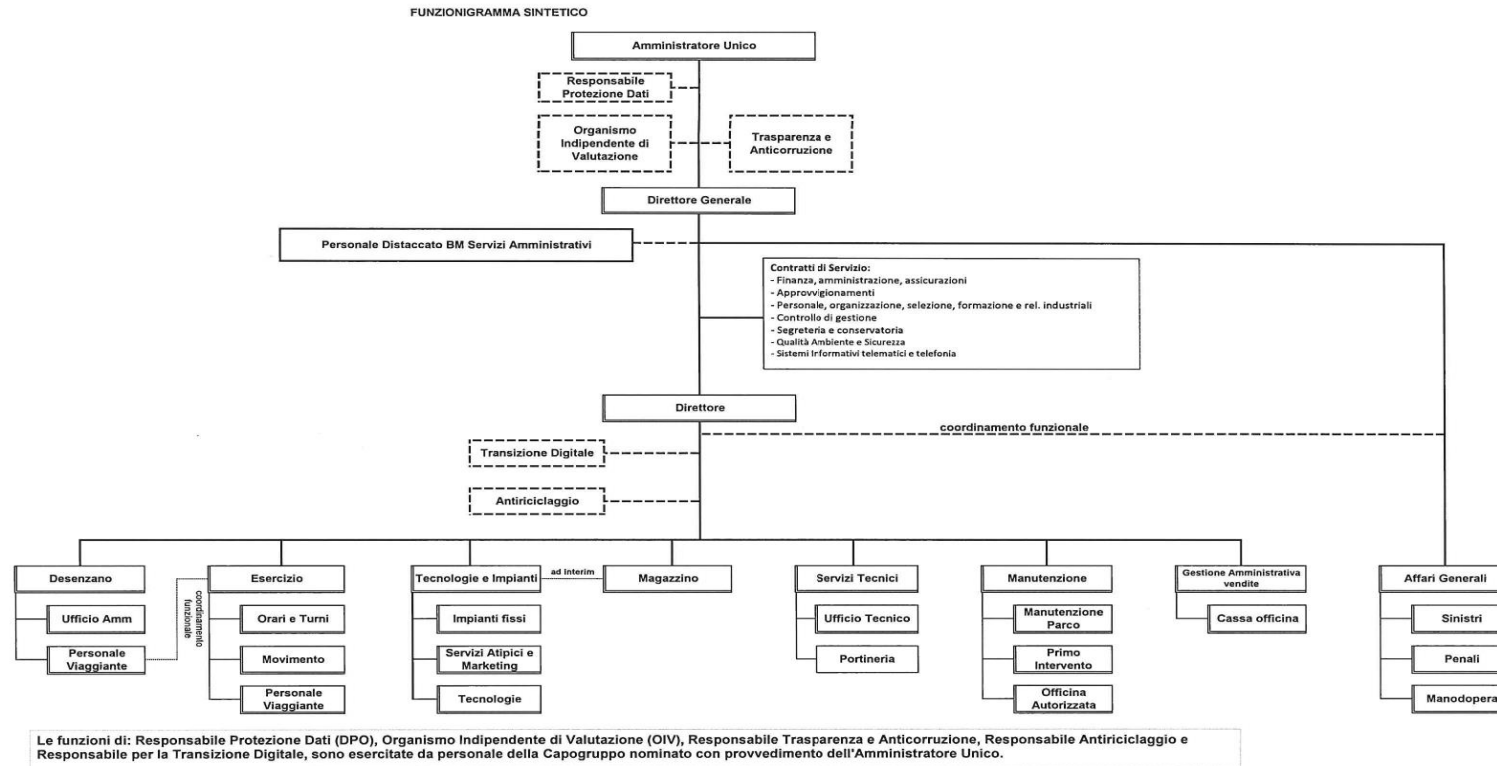 FUNZIONIGRAMMA SINTETICO
Amministratore Unico
Responsabile
Protezione Dati
Organismo
Indipendente di
Valutazione
Trasparenza e
Anticorruzione
Direttore Generale
Personale Distaccato BM Servizi Amministrativi
Contratti di Servizio:
- Finanza, amministrazione, assicurazioni
- Approvvigionamenti
- Personale, organizzazione, selezione, formazione e rel. industriali
- Controllo di gestione
- Segreteria e conservatoria
- Qualità Ambiente e Sicurezza
- Sistemi Informativi telematici e telefonia
Direttore
coordinamento funzionale
Transizione Digitale
Antiriciclaggio
Desenzano
Ufficio Amm
Personale
Viaggiante
coordinamento
funzionale
Esercizio
Orari e Turni
Movimento
Personale
Viaggiante
Tecnologie e Impianti
Impianti fissi
Servizi Atipici e
Marketing
Tecnologie
ad interim
Magazzino
Servizi Tecnici
Ufficio Tecnico
Portineria
Manutenzione
Manutenzione
Parco
Primo
Intervento
Officina
Autorizzata
Gestione Amministrativa
vendite
Cassa officina
Affari Generali
Sinistri
Penali
Manodopera
Le funzioni di: Responsabile Protezione Dati (DPO), Organismo Indipendente di Valutazione (OIV), Responsabile Trasparenza e Anticorruzione, Responsabile Antiriciclaggio e
Responsabile per la Transizione Digitale, sono esercitate da personale della Capogruppo nominato con provvedimento dell'Amministratore Unico.